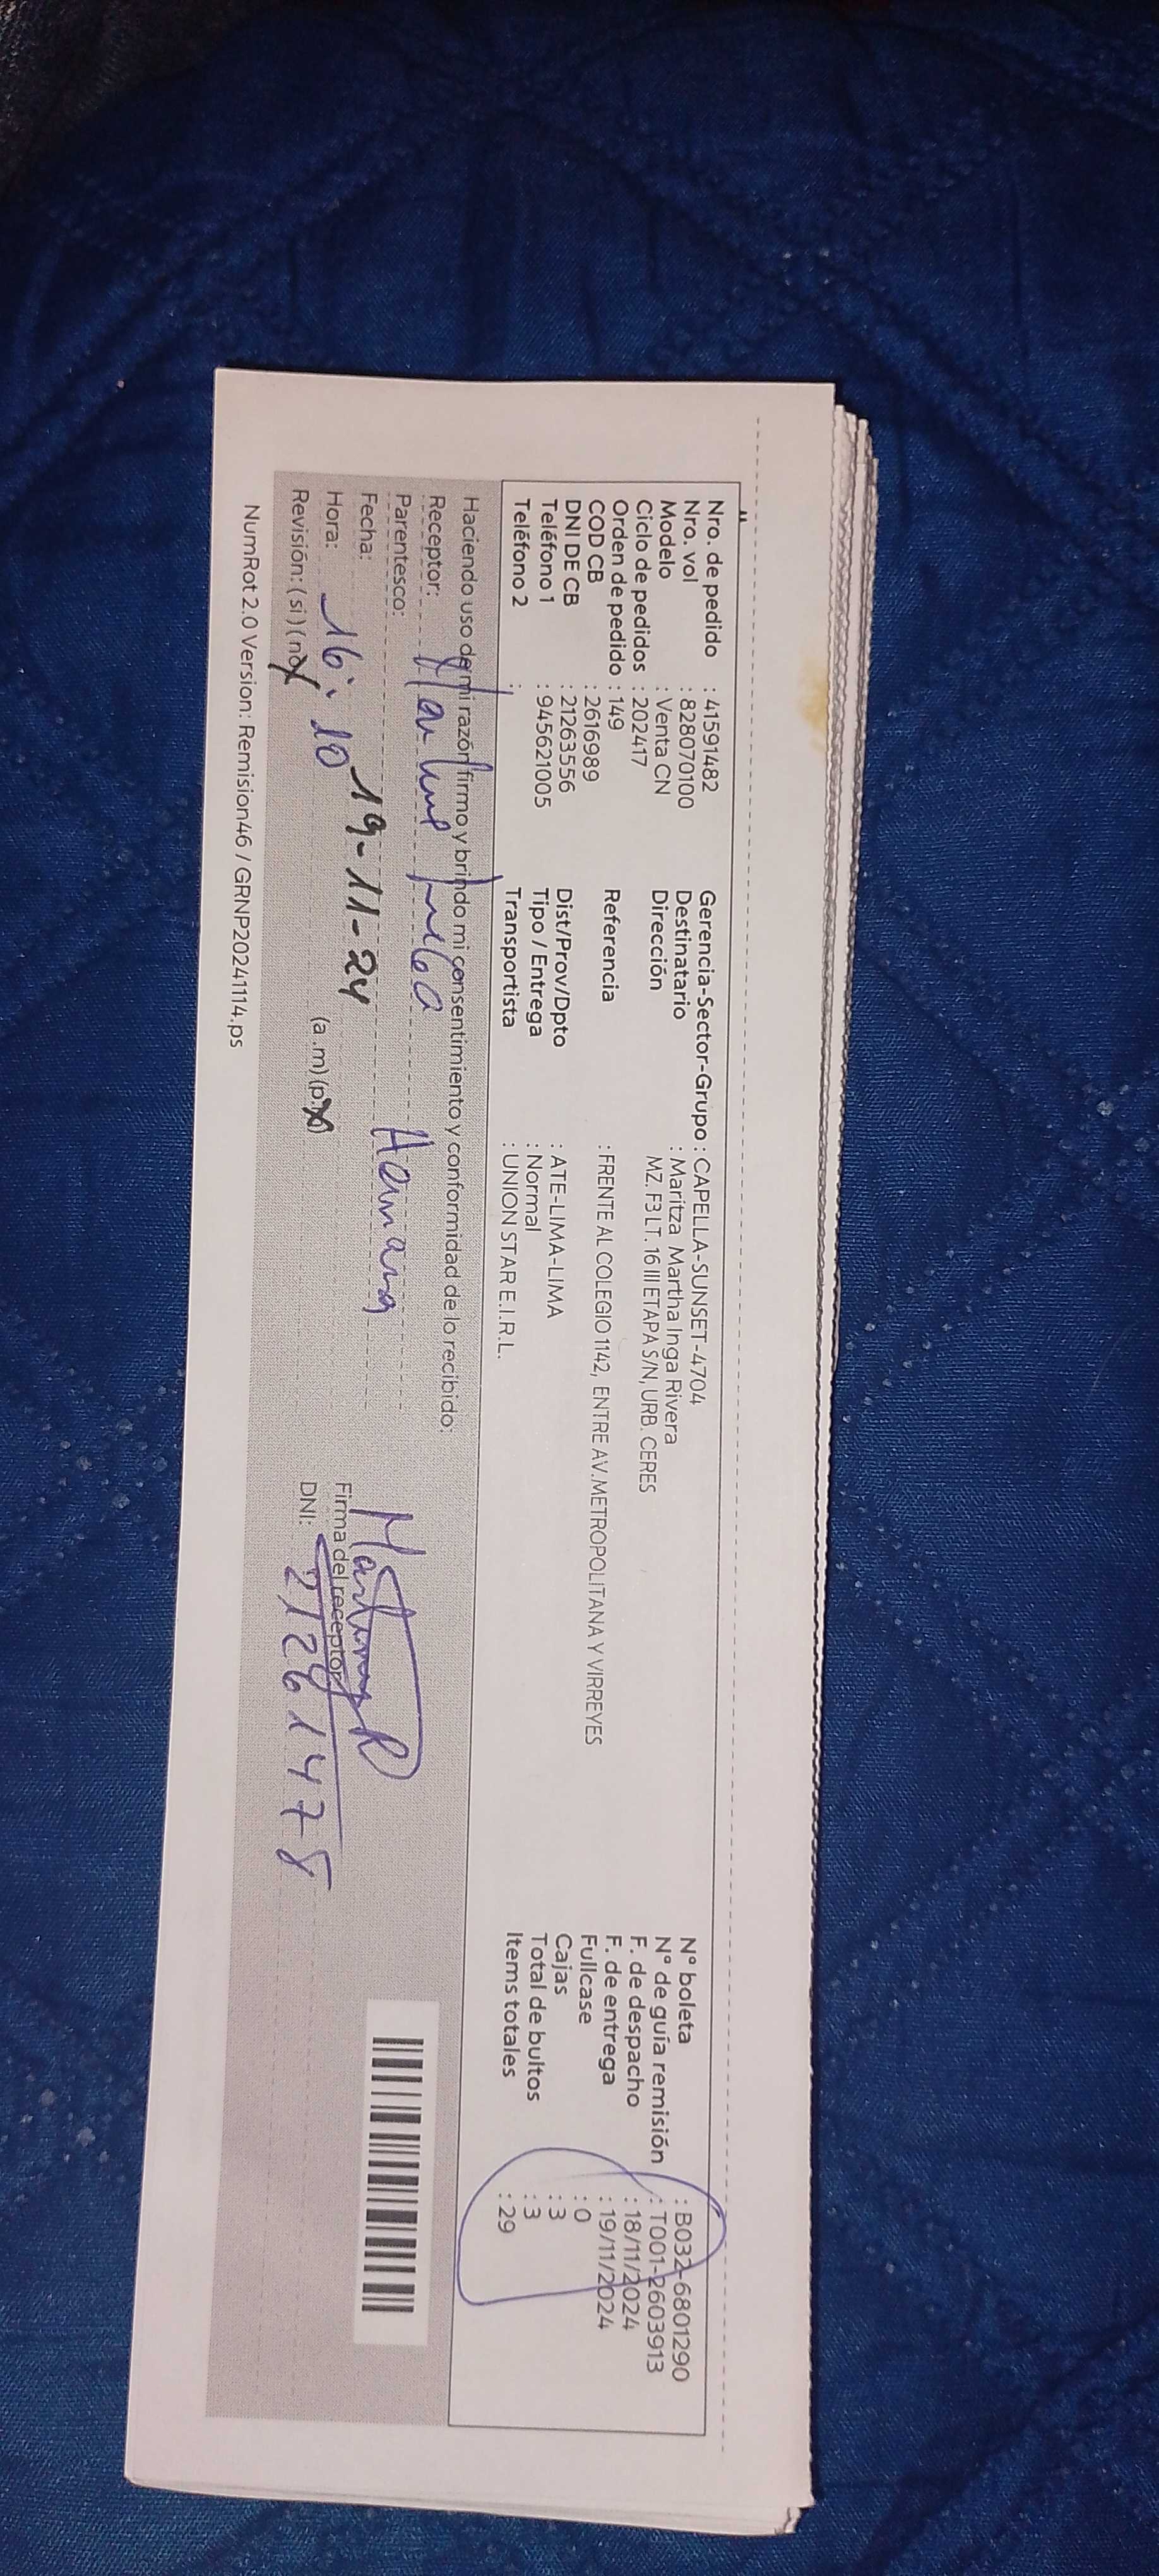 Nro. de pedido : 41591482
Nro. vol : 828070100
Modelo : Venta CN
Ciclo de pedidos : 202417
Orden de pedido : 149
COD CB : 2616989
DNI DE CB : 21263556
Teléfono 1 : 945621005
Teléfono 2 :
Gerencia-Sector-Grupo : CAPELLA-SUNSET-4704
Destinatario : Maritza Martha Inga Rivera
Dirección MZ. F3 LT. 16 III ETAPA S/N, URB. CERES
Referencia : FRENTE AL COLEGIO 1142, ENTRE AV. METROPOLITANA Y VIRREYES
Dist/Prov/Dpto : ATE-LIMA-LIMA
Tipo / Entrega : Normal
Transportista : UNION STAR E.I.R.L.
N° boleta : B032-6801290
N° de guía remisión : T001-2603913
F. de despacho : 18/11/2024
F. de entrega : 19/11/2024
Fullcase : 0
Cajas : 3
Total de bultos : 3
Items totales : 29
Haciendo uso de mi razón firmo y brindo mi consentimiento y conformidad de lo recibido:
Receptor:
Parentesco: Hermana
Fecha: 19-11-24
Hora: 16:10 (a.m) (p.m)
Revisión: (si) (no)
Firma del receptor
DNI: 21261478
NumRot 2.0 Version: Remision46 / GRNP20241114.ps